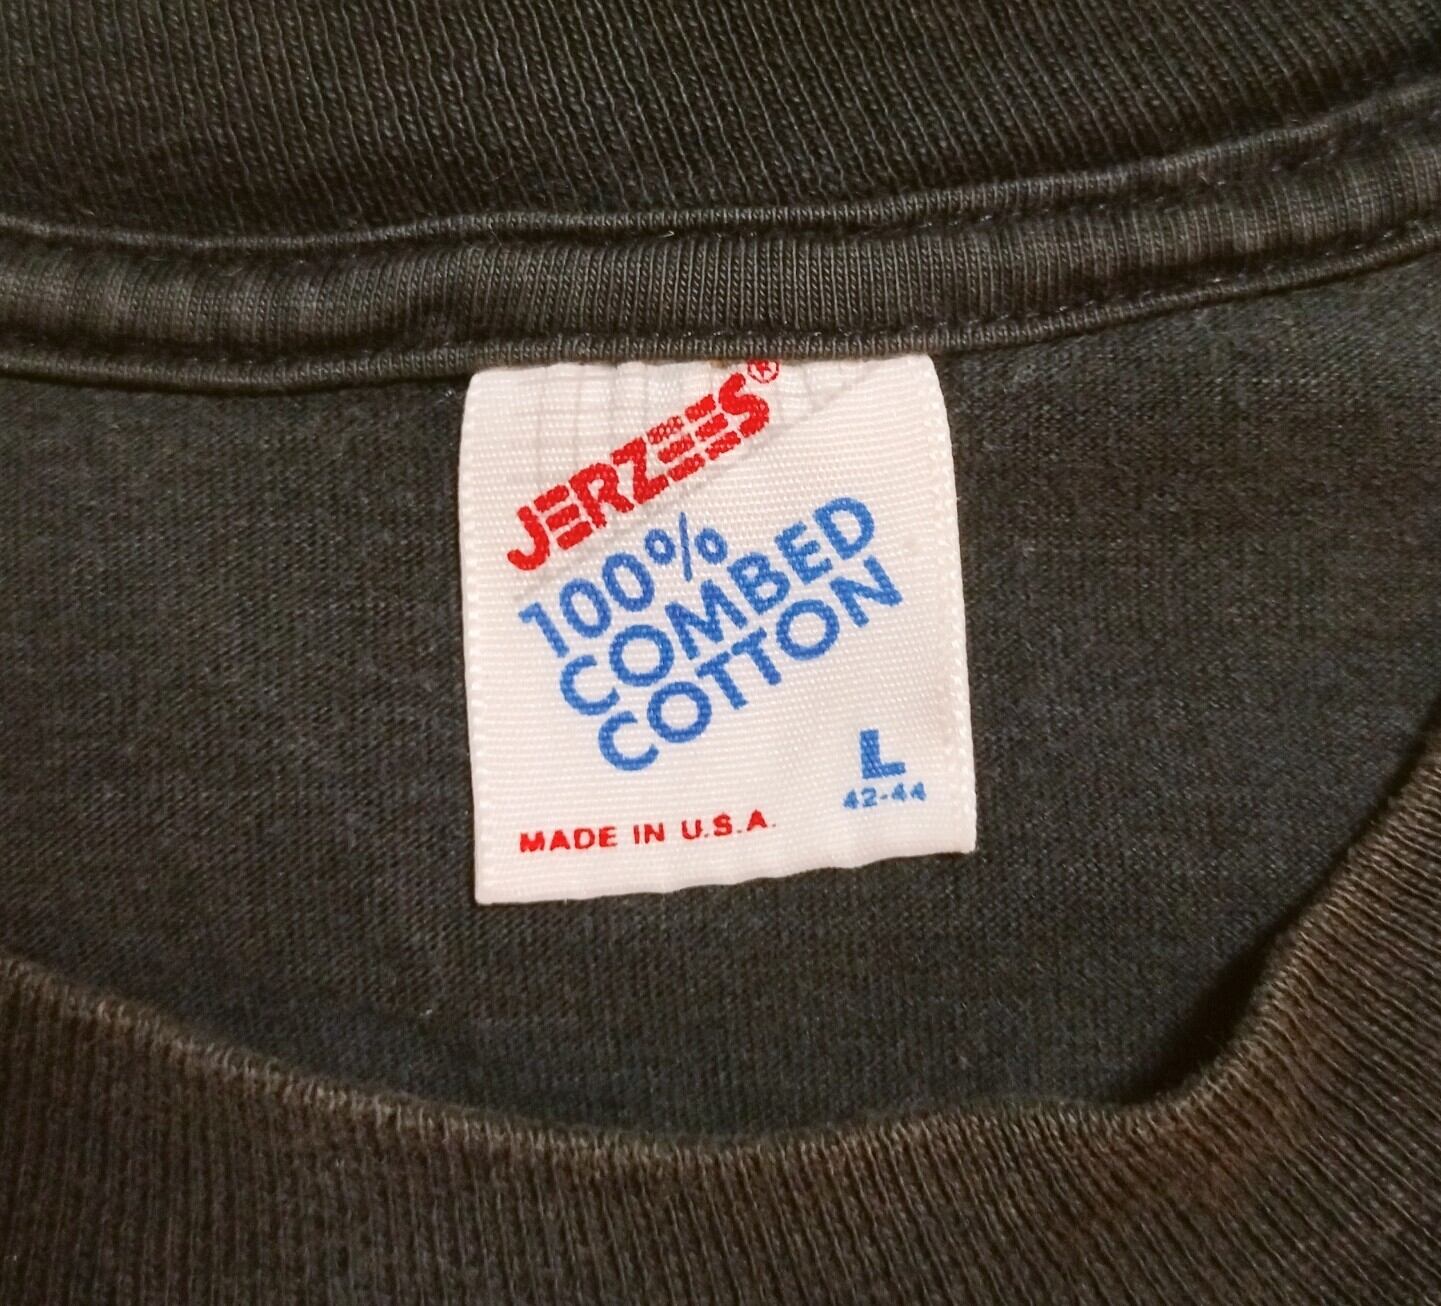 JERZEES®
100%
COMBED
COTTON
L
42-44
MADE IN U.S.A.